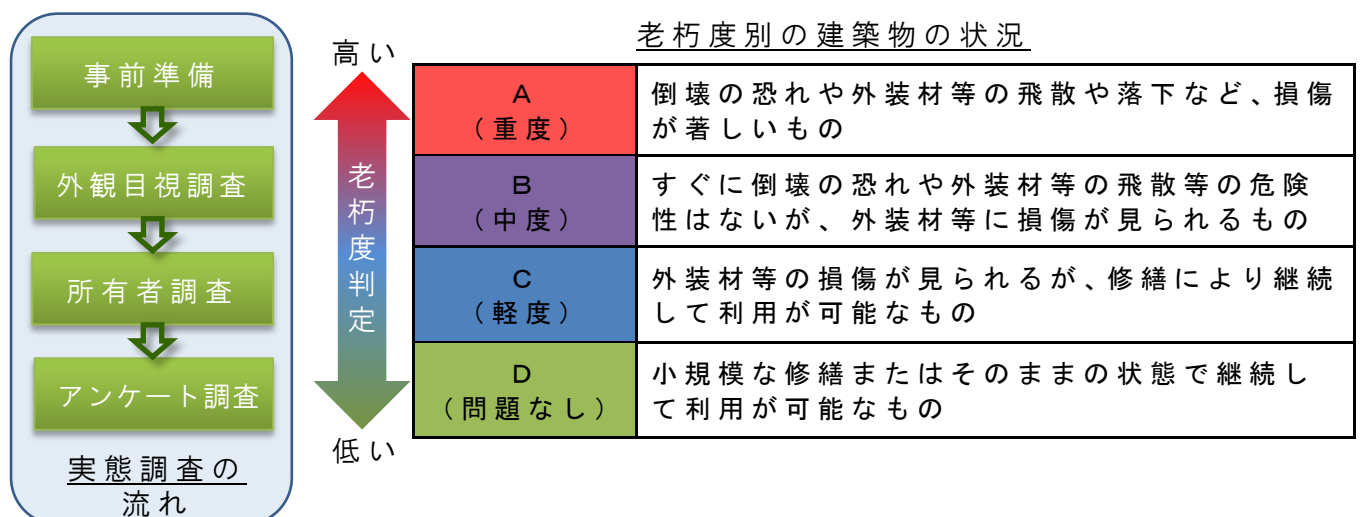 事前準備
外観目視調査
所有者調査
アンケート調査
実態調査の
流れ
高い
老朽度判定
低い
老朽度別の建築物の状況
A
(重度)
倒壊の恐れや外装材等の飛散や落下など、損傷
が著しいもの
B
(中度)
すぐに倒壊の恐れや外装材等の飛散等の危険
性はないが、外装材等に損傷が見られるもの
C
(軽度)
外装材等の損傷が見られるが、修繕により継続
して利用が可能なもの
D
(問題なし)
小規模な修繕またはそのままの状態で継続し
て利用が可能なもの